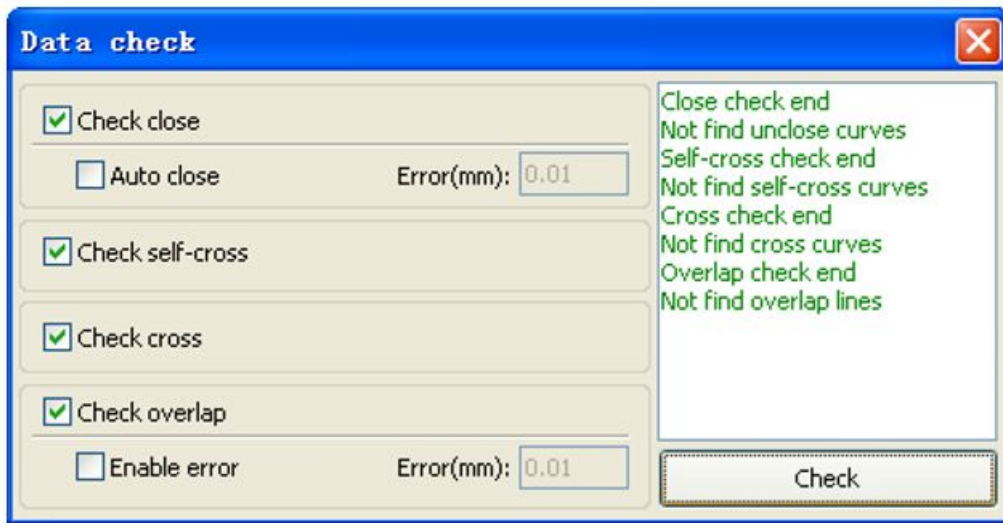 Data check
Check close
Auto close Error(mm): 0.01
Check self-cross
Check cross
Check overlap
Enable error Error(mm): 0.01
Close check end
Not find unclose curves
Self-cross check end
Not find self-cross curves
Cross check end
Not find cross curves
Overlap check end
Not find overlap lines
Check